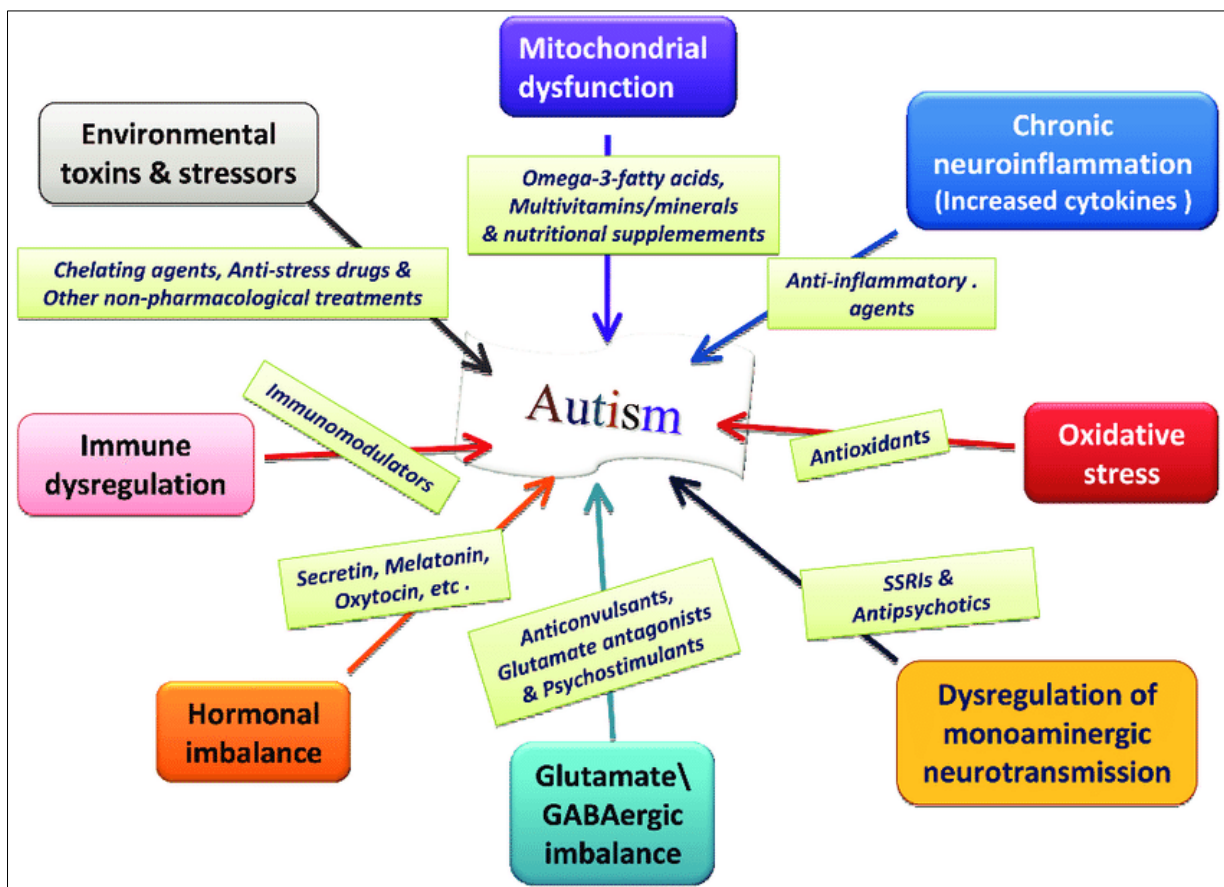 Mitochondrial
dysfunction
Environmental
toxins & stressors
Chronic
neuroinflammation
(Increased cytokines )
Omega-3-fatty acids,
Multivitamins/minerals
& nutritional supplemements
Chelating agents, Anti-stress drugs &
Other non-pharmacological treatments
Anti-inflammatory .
agents
Autism
Immunomodulators
Immune
dysregulation
Antioxidants
Oxidative
stress
Secretin, Melatonin,
Oxytocin, etc .
Anticonvulsants,
Glutamate antagonists
& Psychostimulants
SSRIs &
Antipsychotics
Hormonal
imbalance
Glutamate\
GABAergic
imbalance
Dysregulation of
monoaminergic
neurotransmission